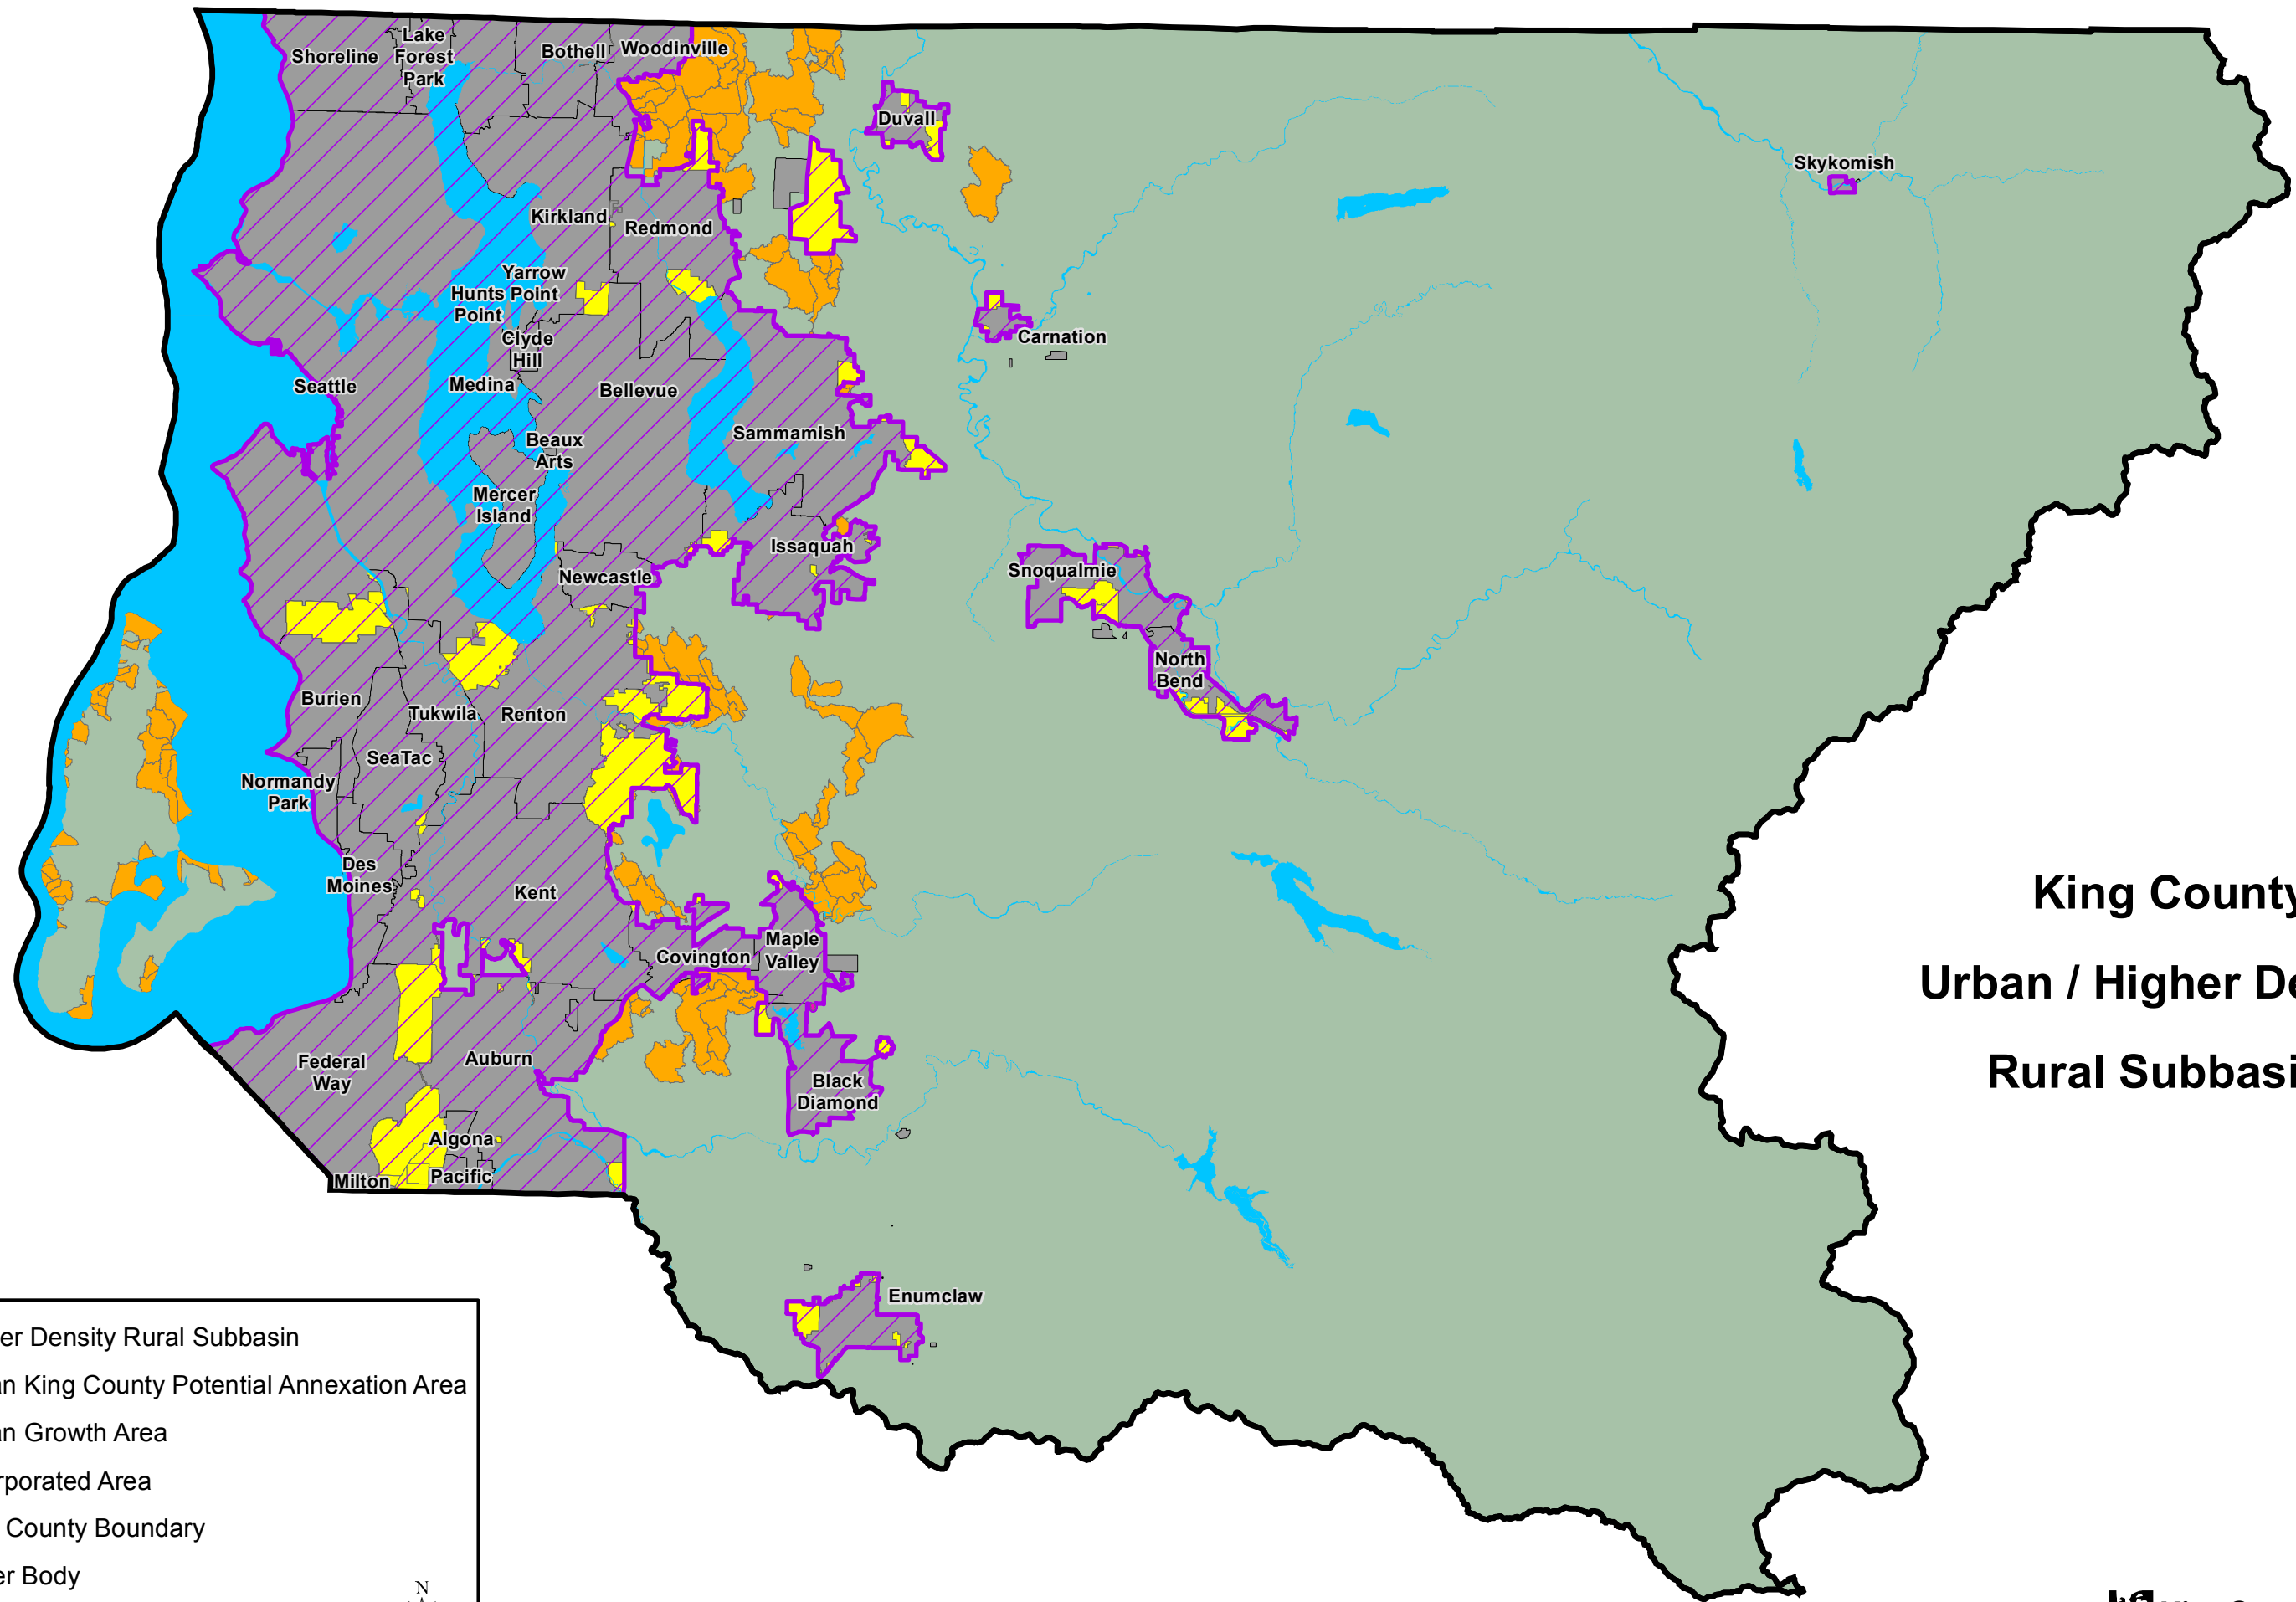 Lake
Forest
Park
Shoreline
Bothell
Woodinville
Duvall
Skykomish
Kirkland
Redmond
Yarrow
Point
Hunts
Point
Clyde
Hill
Carnation
Seattle
Medina
Bellevue
Sammamish
Beaux
Arts
Mercer
Island
Issaquah
Newcastle
Snoqualmie
North
Bend
Burien
Tukwila
Renton
SeaTac
Normandy
Park
Des
Moines
Kent
Covington
Maple
Valley
Federal
Way
Auburn
Black
Diamond
Algona
Pacific
Milton
Enumclaw
King County
Urban / Higher De
Rural Subbasi
er Density Rural Subbasin
an King County Potential Annexation Area
an Growth Area
rporated Area
County Boundary
er Body
N